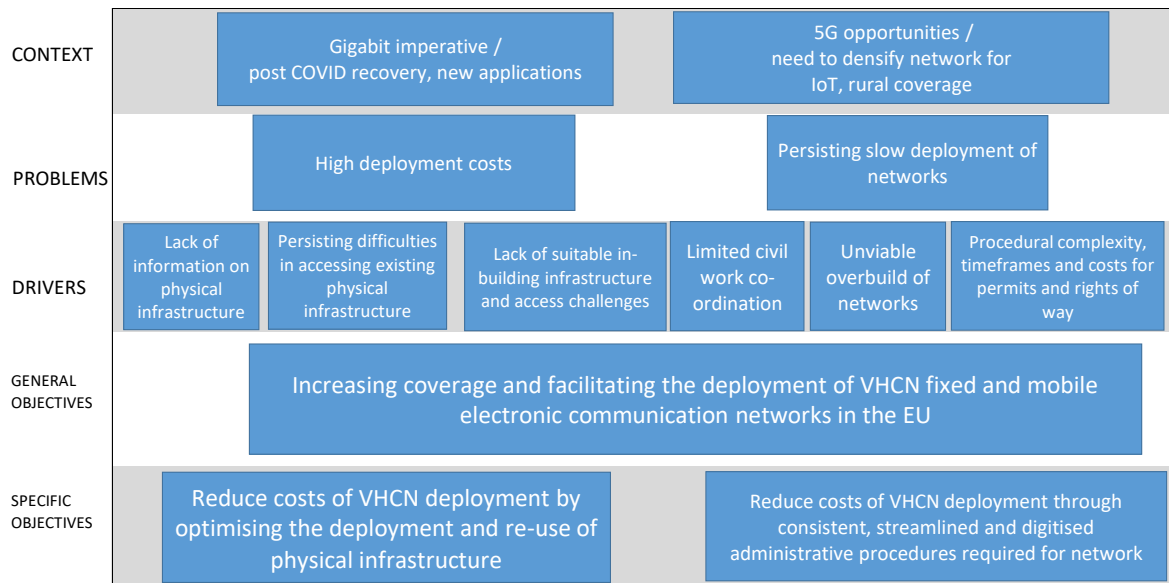 CONTEXT
Gigabit imperative /
post COVID recovery, new applications
5G opportunities /
need to densify network for
IoT, rural coverage
PROBLEMS
High deployment costs
Persisting slow deployment of
networks
DRIVERS
Lack of
information on
physical
infrastructure
Persisting difficulties
in accessing existing
physical
infrastructure
Lack of suitable in-
building infrastructure
and access challenges
Limited civil
work co-
ordination
Unviable
overbuild of
networks
Procedural complexity,
timeframes and costs for
permits and rights of
way
GENERAL
OBJECTIVES
Increasing coverage and facilitating the deployment of VHCN fixed and mobile
electronic communication networks in the EU
SPECIFIC
OBJECTIVES
Reduce costs of VHCN deployment by
optimising the deployment and re-use of
physical infrastructure
Reduce costs of VHCN deployment through
consistent, streamlined and digitised
administrative procedures required for network